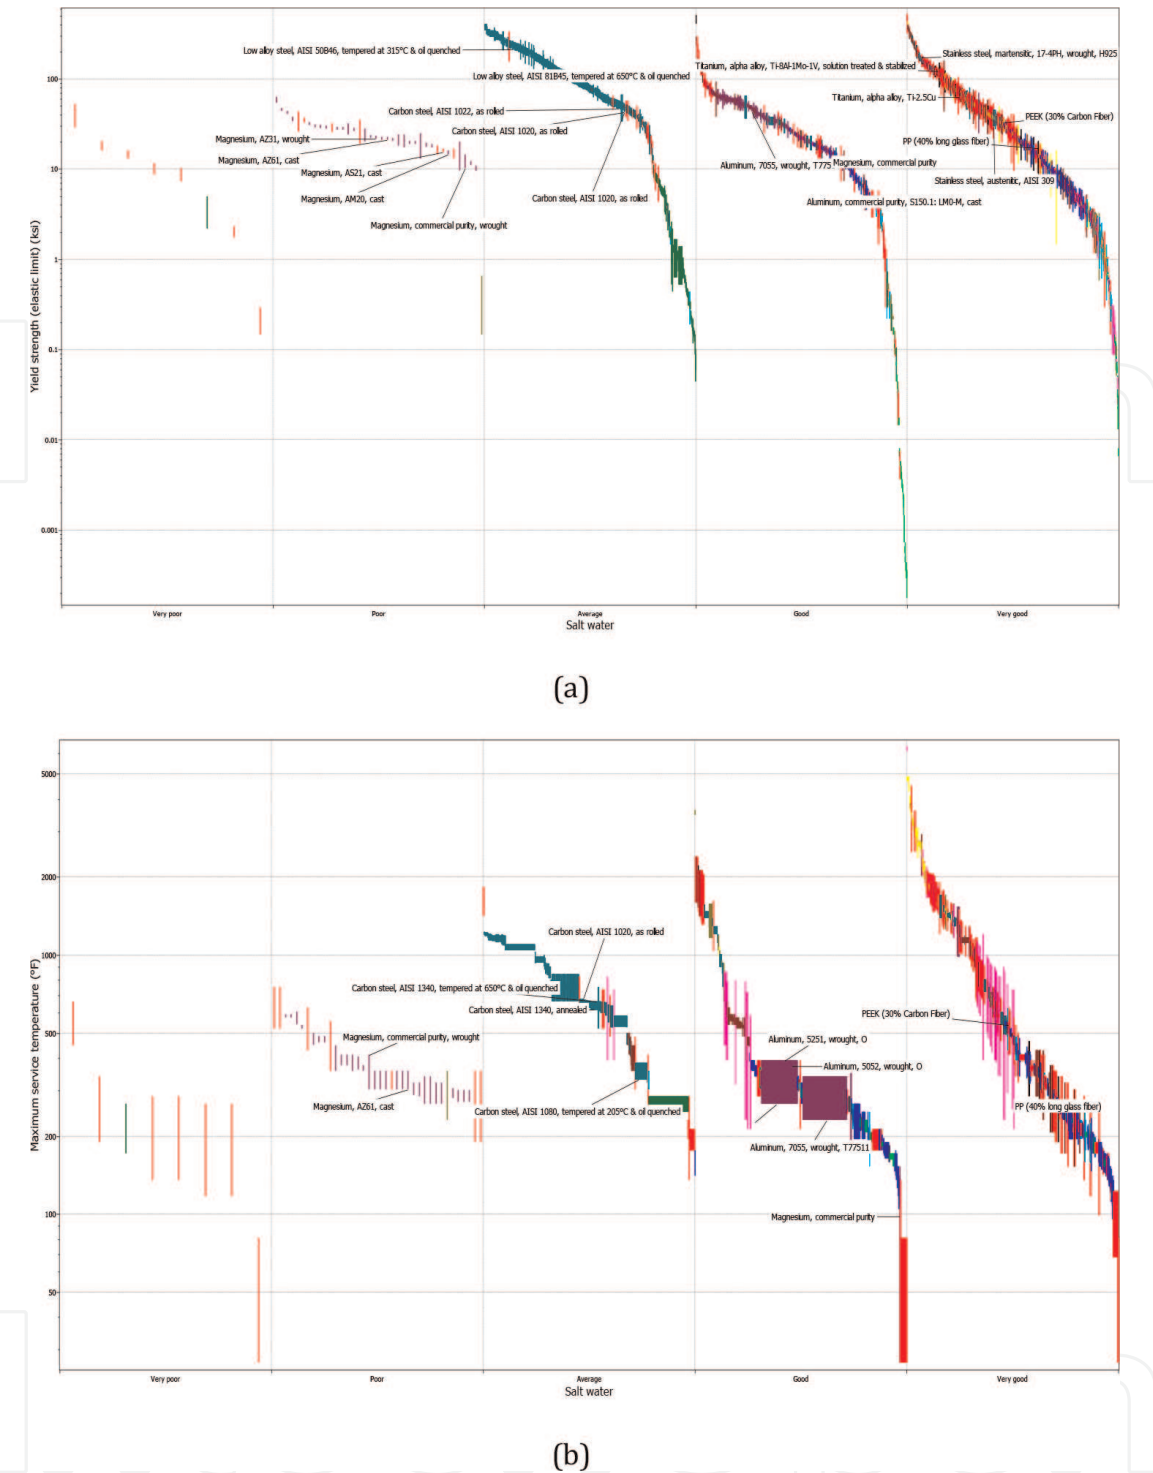 Low alloy steel, AISI 50B46, tempered at 315°C & oil quenched
Stainless steel, martensitic, 17-4PH, wrought, H925
Titanium, alpha alloy, Ti-8Al-1Mo-1V, solution treated & stabilized
Low alloy steel, AISI 81B45, tempered at 650°C & oil quenched
100
Titanium, alpha alloy, Ti-2.5Cu
Carbon steel, AISI 1022, as rolled
PEEK (30% Carbon Fiber)
Carbon steel, AISI 1020, as rolled
Magnesium, AZ31, wrought
PP (40% long glass fiber)
Magnesium, AZ61, cast
Aluminum, 7055, wrought, T775
Magnesium, commercial purity
10
Magnesium, AS21, cast
Stainless steel, austenitic, AISI 309
Magnesium, AM20, cast
Carbon steel, AISI 1020, as rolled
Aluminum, commercial purity, S150.1: LM0-M, cast
Magnesium, commercial purity, wrought
1
Yield strength (elastic limit) (ksi)
0.1
0.01
0.001
Very poor Poor Average Good Very good
Salt water
(a)
5000
2000
Carbon steel, AISI 1020, as rolled
1000
Carbon steel, AISI 1340, tempered at 650°C & oil quenched
Carbon steel, AISI 1340, annealed
PEEK (30% Carbon Fiber)
500
Magnesium, commercial purity, wrought
Aluminum, 5251, wrought, O
Maximum service temperature (°F)
Aluminum, 5052, wrought, O
Magnesium, AZ61, cast
PP (40% long glass fiber)
Carbon steel, AISI 1080, tempered at 205°C & oil quenched
200
Aluminum, 7055, wrought, T77511
100
Magnesium, commercial purity
50
Very poor Poor Average Good Very good
Salt water
(b)